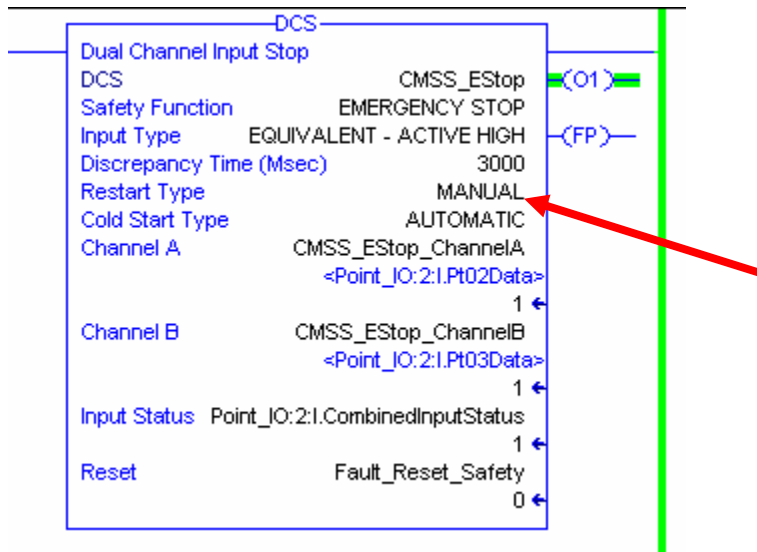 DCS
Dual Channel Input Stop
DCS CMSS_EStop (O1)
Safety Function EMERGENCY STOP
Input Type EQUIVALENT - ACTIVE HIGH (FP)
Discrepancy Time (Msec) 3000
Restart Type MANUAL
Cold Start Type AUTOMATIC
Channel A CMSS_EStop_ChannelA
<Point_IO:2:I.Pt02Data>
1
Channel B CMSS_EStop_ChannelB
<Point_IO:2:I.Pt03Data>
1
Input Status Point_IO:2:I.CombinedInputStatus
1
Reset Fault_Reset_Safety
0